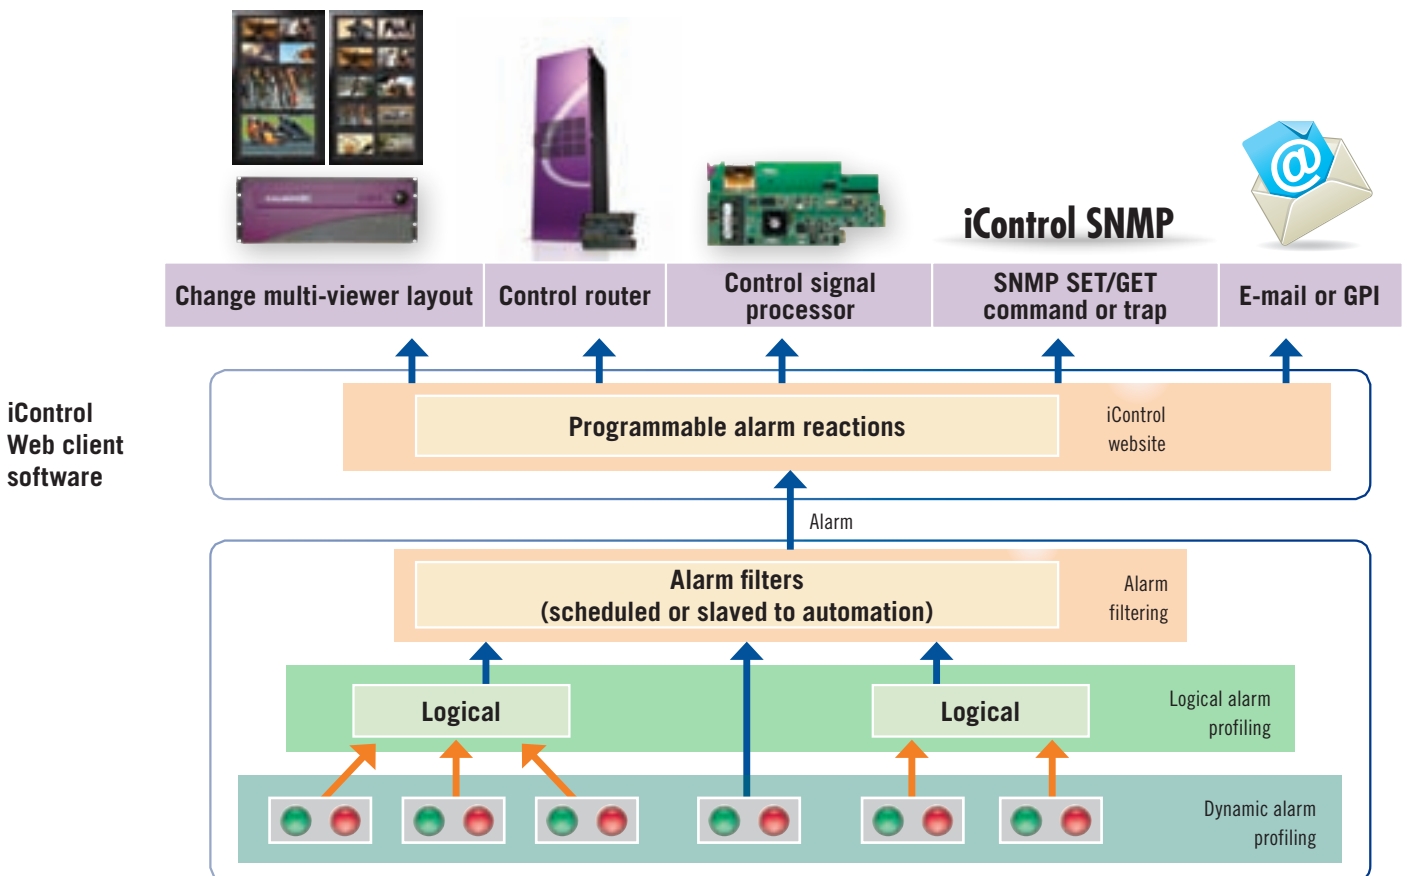 iControl SNMP
Change multi-viewer layout
Control router
Control signal
processor
SNMP SET/GET
command or trap
E-mail or GPI
iControl
Web client
software
Programmable alarm reactions
iControl
website
Alarm
Alarm filters
(scheduled or slaved to automation)
Alarm
filtering
Logical
Logical
Logical alarm
profiling
Dynamic alarm
profiling